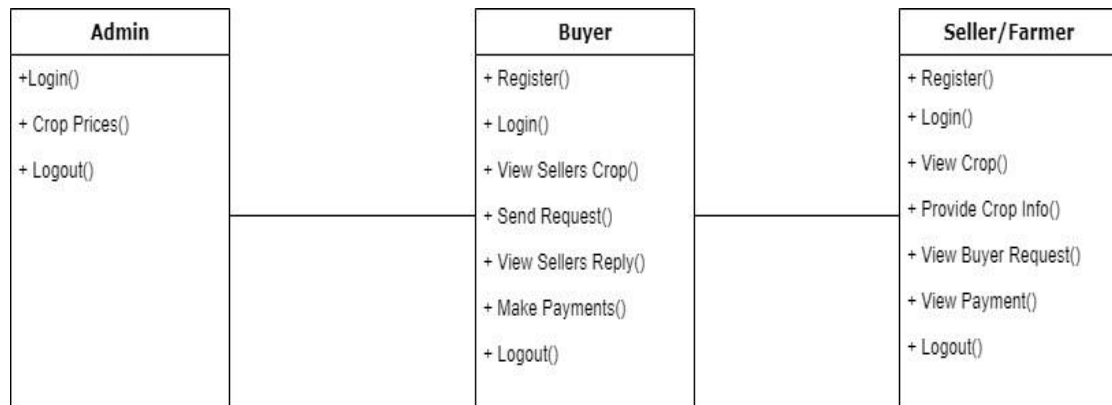 Admin
+Login()
+ Crop Prices()
+ Logout()
Buyer
+ Register()
+ Login()
+ View Sellers Crop()
+ Send Request()
+ View Sellers Reply()
+ Make Payments()
+ Logout()
Seller/Farmer
+ Register()
+ Login()
+ View Crop()
+ Provide Crop Info()
+ View Buyer Request()
+ View Payment()
+ Logout()